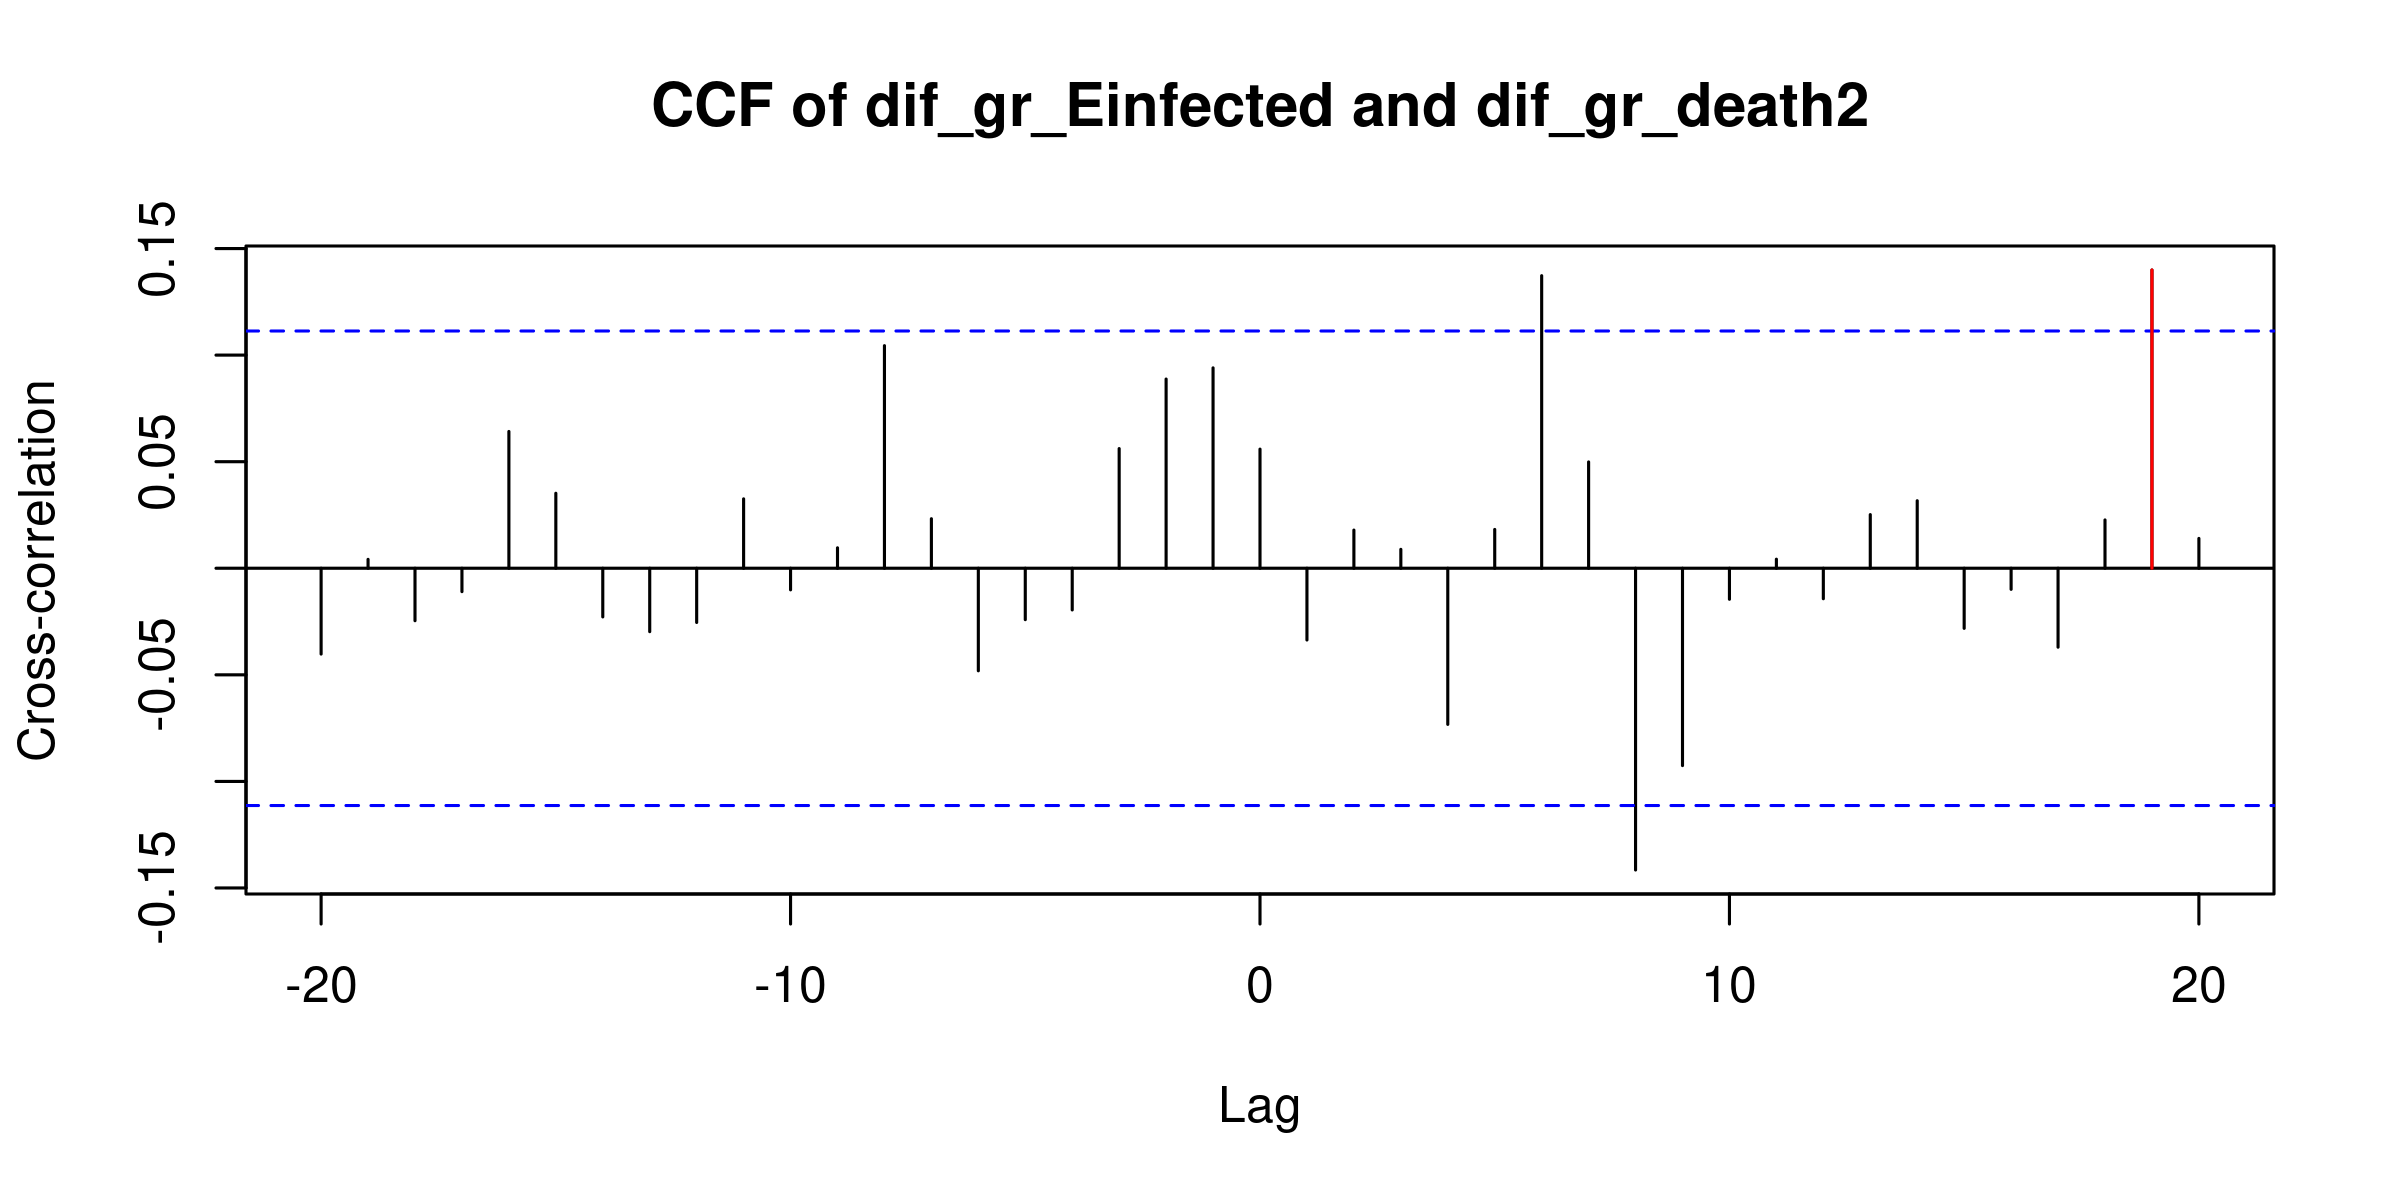 CCF of dif_gr_Einfected and dif_gr_death2
Cross-correlation
0.15
0.05
-0.05
-0.15
-20 -10 0 10 20
Lag